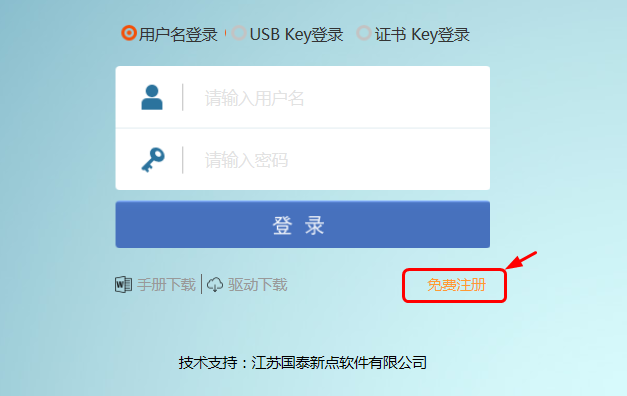 用户名登录 USB Key登录 证书 Key登录
请输入用户名
请输入密码
登 录
手册下载 驱动下载 免费注册
技术支持：江苏国泰新点软件有限公司